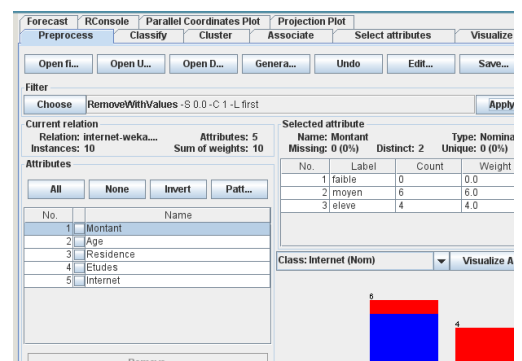 Forecast RConsole Parallel Coordinates Plot Projection Plot
Preprocess Classify Cluster Associate Select attributes Visualize
Open fi... Open U... Open D... Genera... Undo Edit... Save...
Filter
Choose RemoveWithValues -S 0.0 -C 1 -L first Apply
Current relation
Relation: internet-weka.... Attributes: 5
Instances: 10 Sum of weights: 10
Selected attribute
Name: Montant Type: Nomina
Missing: 0 (0%) Distinct: 2 Unique: 0 (0%)
No. Label Count Weight
1 faible 0 0.0
2 moyen 6 6.0
3 eleve 4 4.0
Attributes
All None Invert Patt...
No. Name
1 Montant
2 Age
3 Residence
4 Etudes
5 Internet
Class: Internet (Nom) Visualize A
6
4